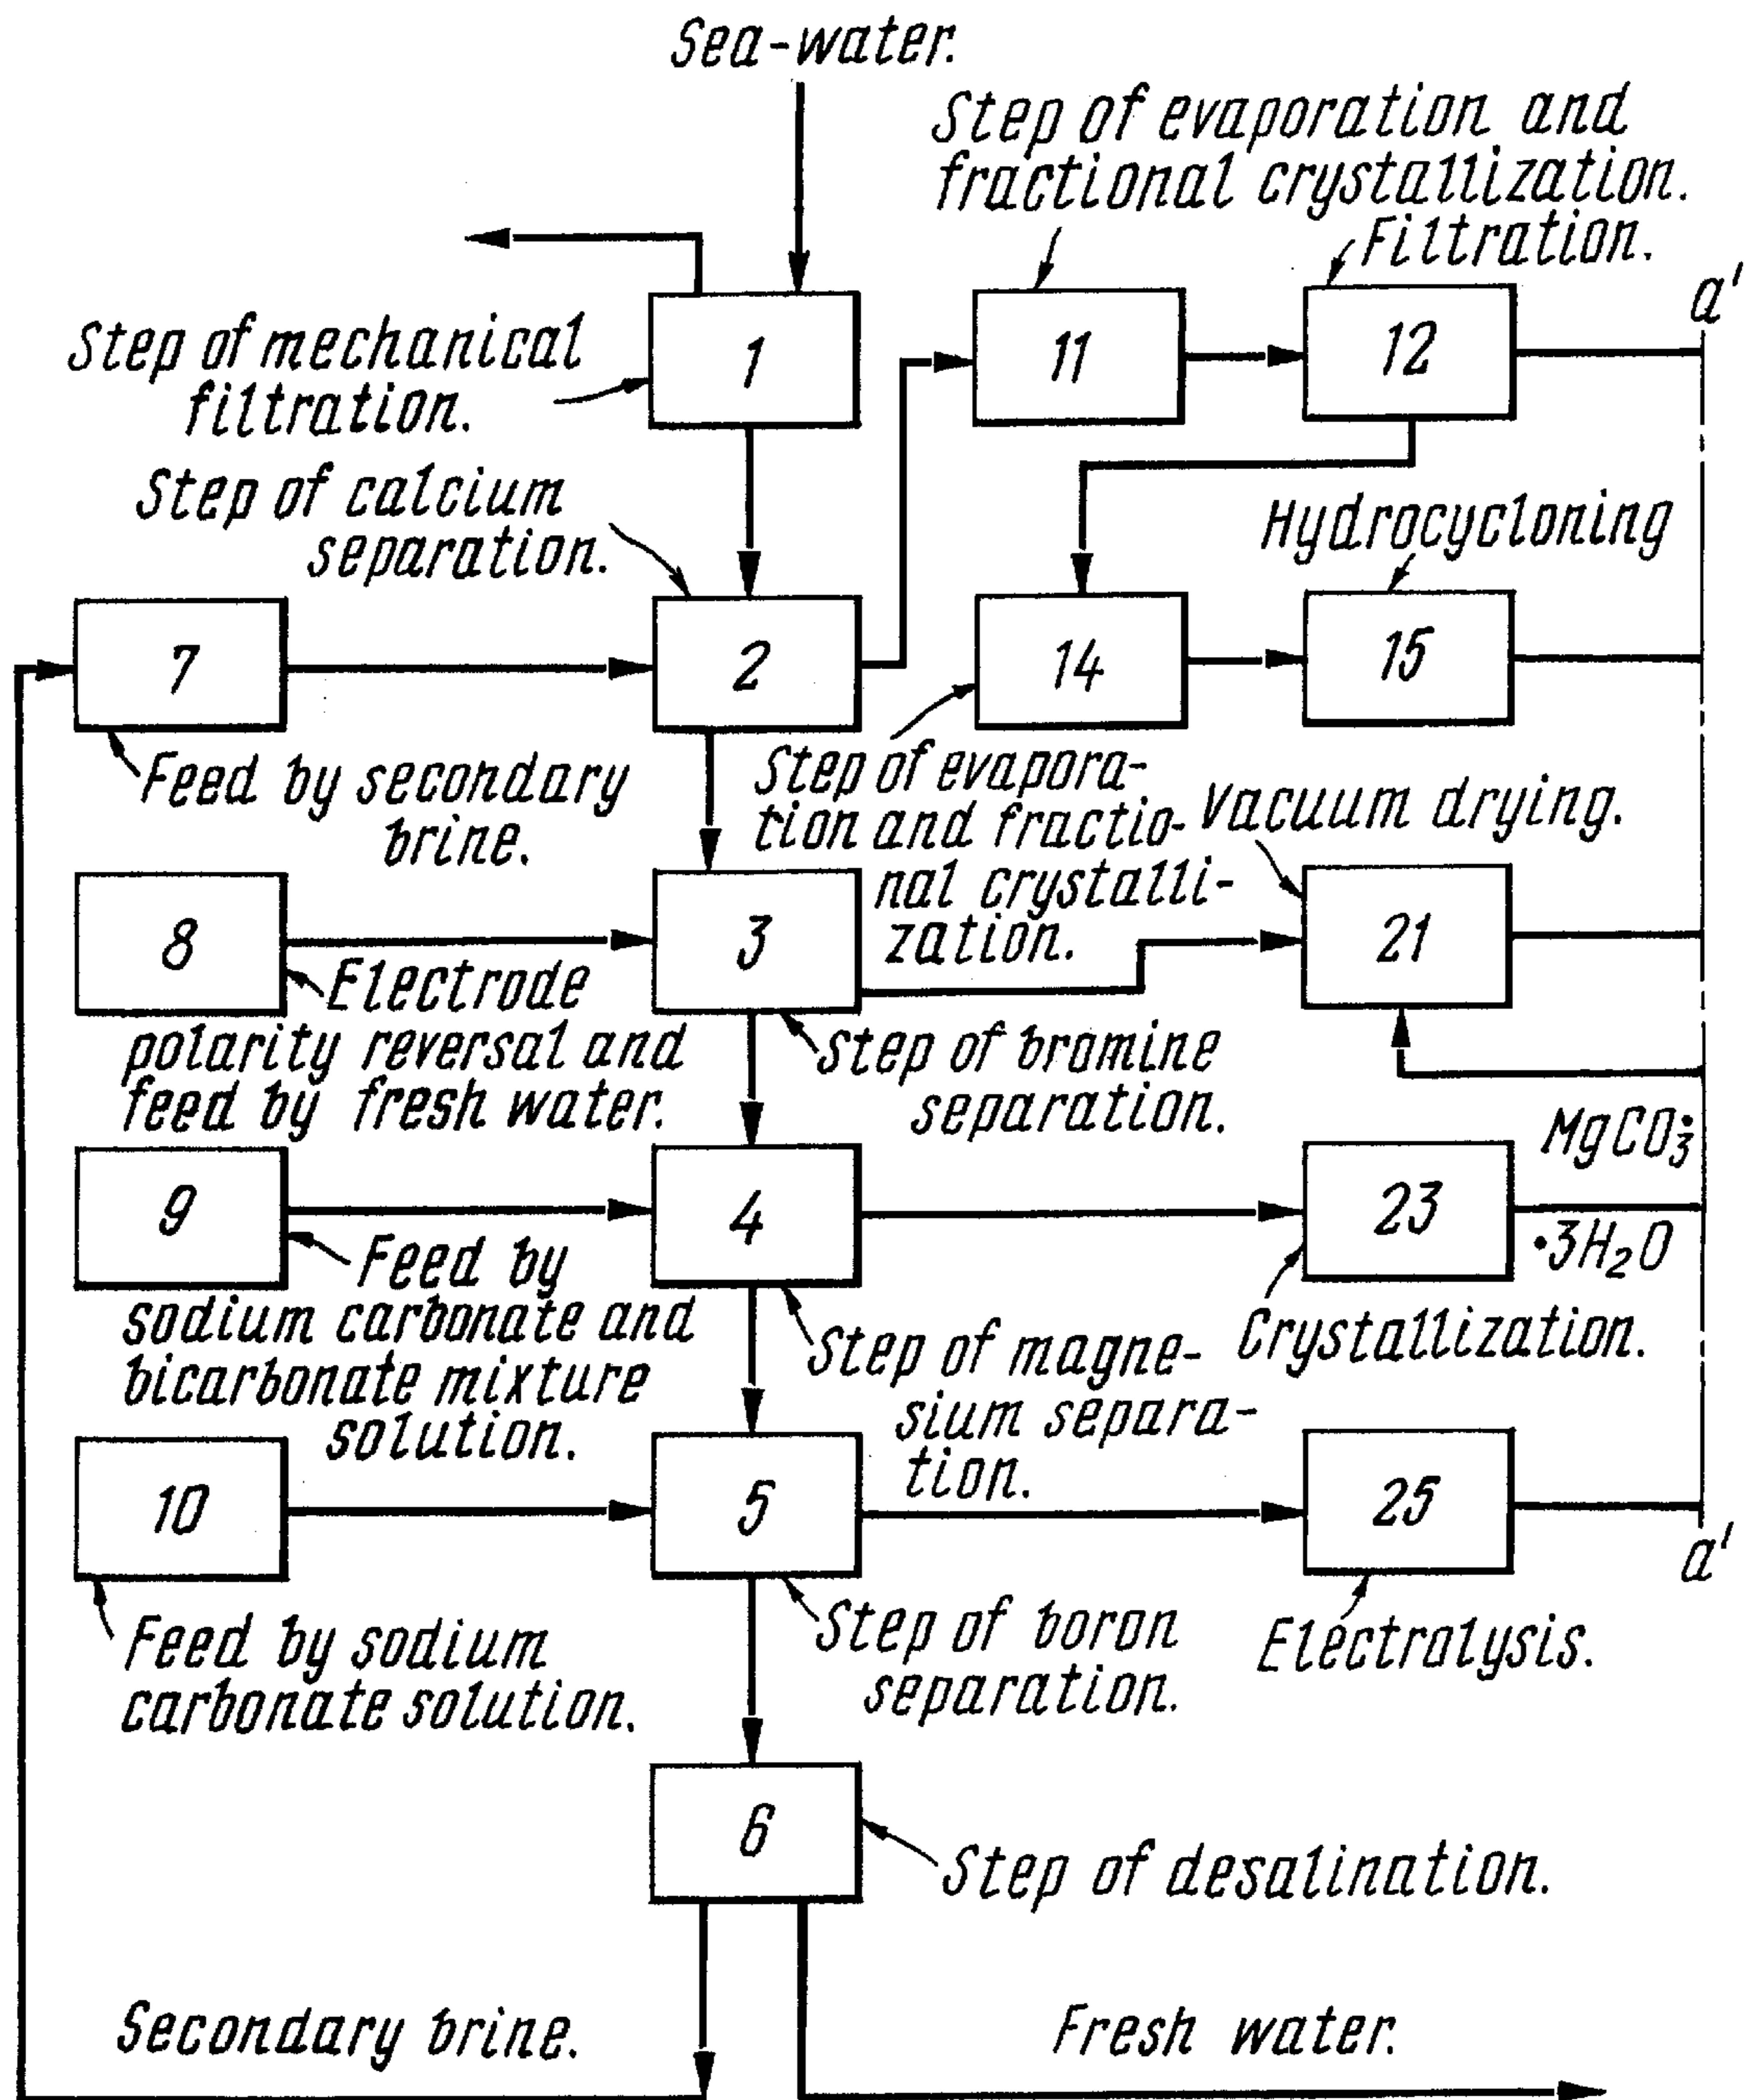 Sea-water.
Step of evaporation and
fractional crystallization.
Filtration.
a'
1
11
12
Step of mechanical
filtration.
Step of calcium
separation.
Hydrocycloning
7
2
14
15
Feed by secondary
brine.
Step of evapora-
tion and fractio-
nal crystalli-
zation.
Vacuum drying.
8
3
21
Electrode
polarity reversal and
feed by fresh water.
Step of bromine
separation.
MgCO₃·
·3H₂O
9
4
23
Feed by
sodium carbonate and
bicarbonate mixture
solution.
Step of magne-
sium separa-
tion.
Crystallization.
10
5
25
a'
Feed by sodium
carbonate solution.
Step of boron
separation.
Electrolysis.
6
Step of desalination.
Secondary brine.
Fresh water.